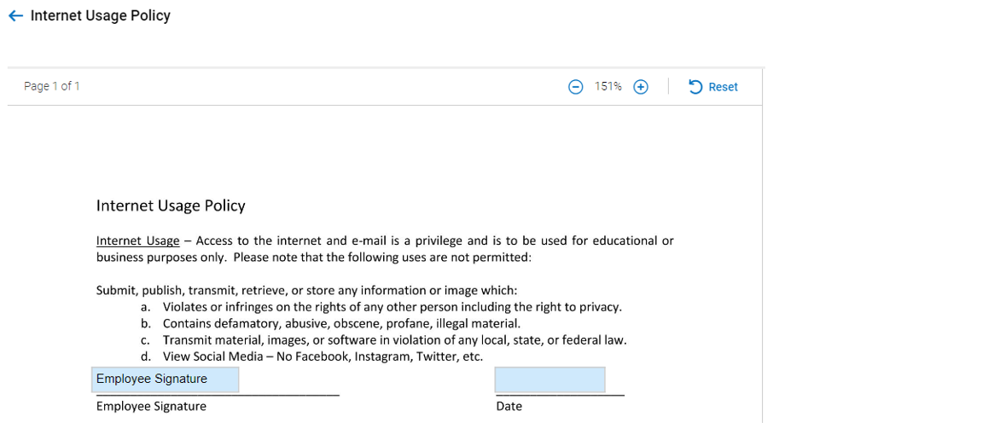 Internet Usage Policy
Page 1 of 1
151%
Reset
Internet Usage Policy
Internet Usage – Access to the internet and e-mail is a privilege and is to be used for educational or
business purposes only. Please note that the following uses are not permitted:
Submit, publish, transmit, retrieve, or store any information or image which:
a. Violates or infringes on the rights of any other person including the right to privacy.
b. Contains defamatory, abusive, obscene, profane, illegal material.
c. Transmit material, images, or software in violation of any local, state, or federal law.
d. View Social Media – No Facebook, Instagram, Twitter, etc.
Employee Signature
Employee Signature
Date